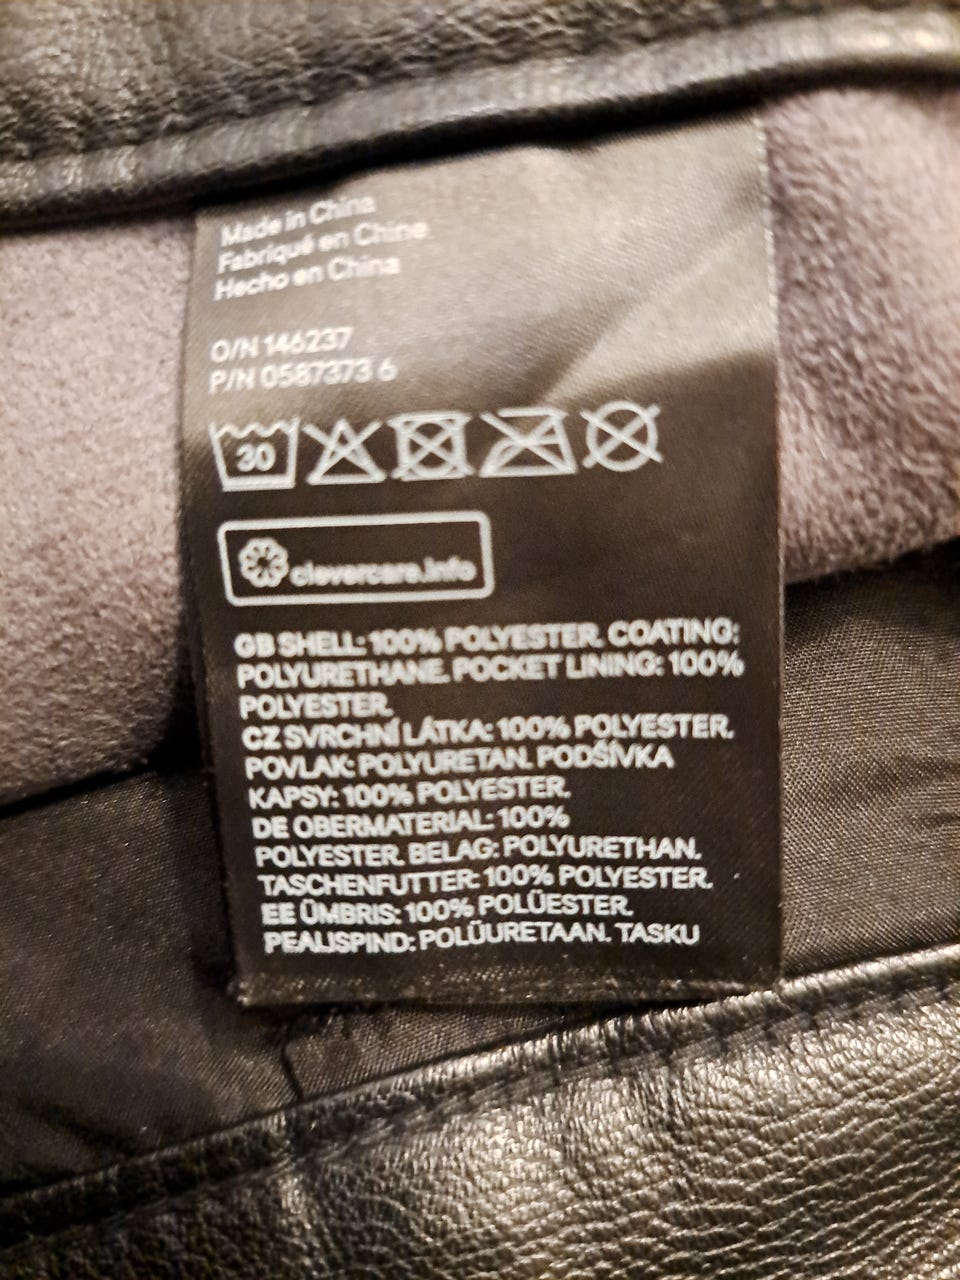 Made in China
Fabriqué en Chine
Hecho en China
O/N 146237
P/N 0587373 6
30
clevercare.info
GB SHELL: 100% POLYESTER. COATING:
POLYURETHANE. POCKET LINING: 100%
POLYESTER.
CZ SVRCHNÍ LÁTKA: 100% POLYESTER.
POVLAK: POLYURETAN. PODŠÍVKA
KAPSY: 100% POLYESTER.
DE OBERMATERIAL: 100%
POLYESTER. BELAG: POLYURETHAN.
TASCHENFUTTER: 100% POLYESTER.
EE ÜMBRIS: 100% POLÜESTER.
PEALISPIND: POLÜURETAAN. TASKU